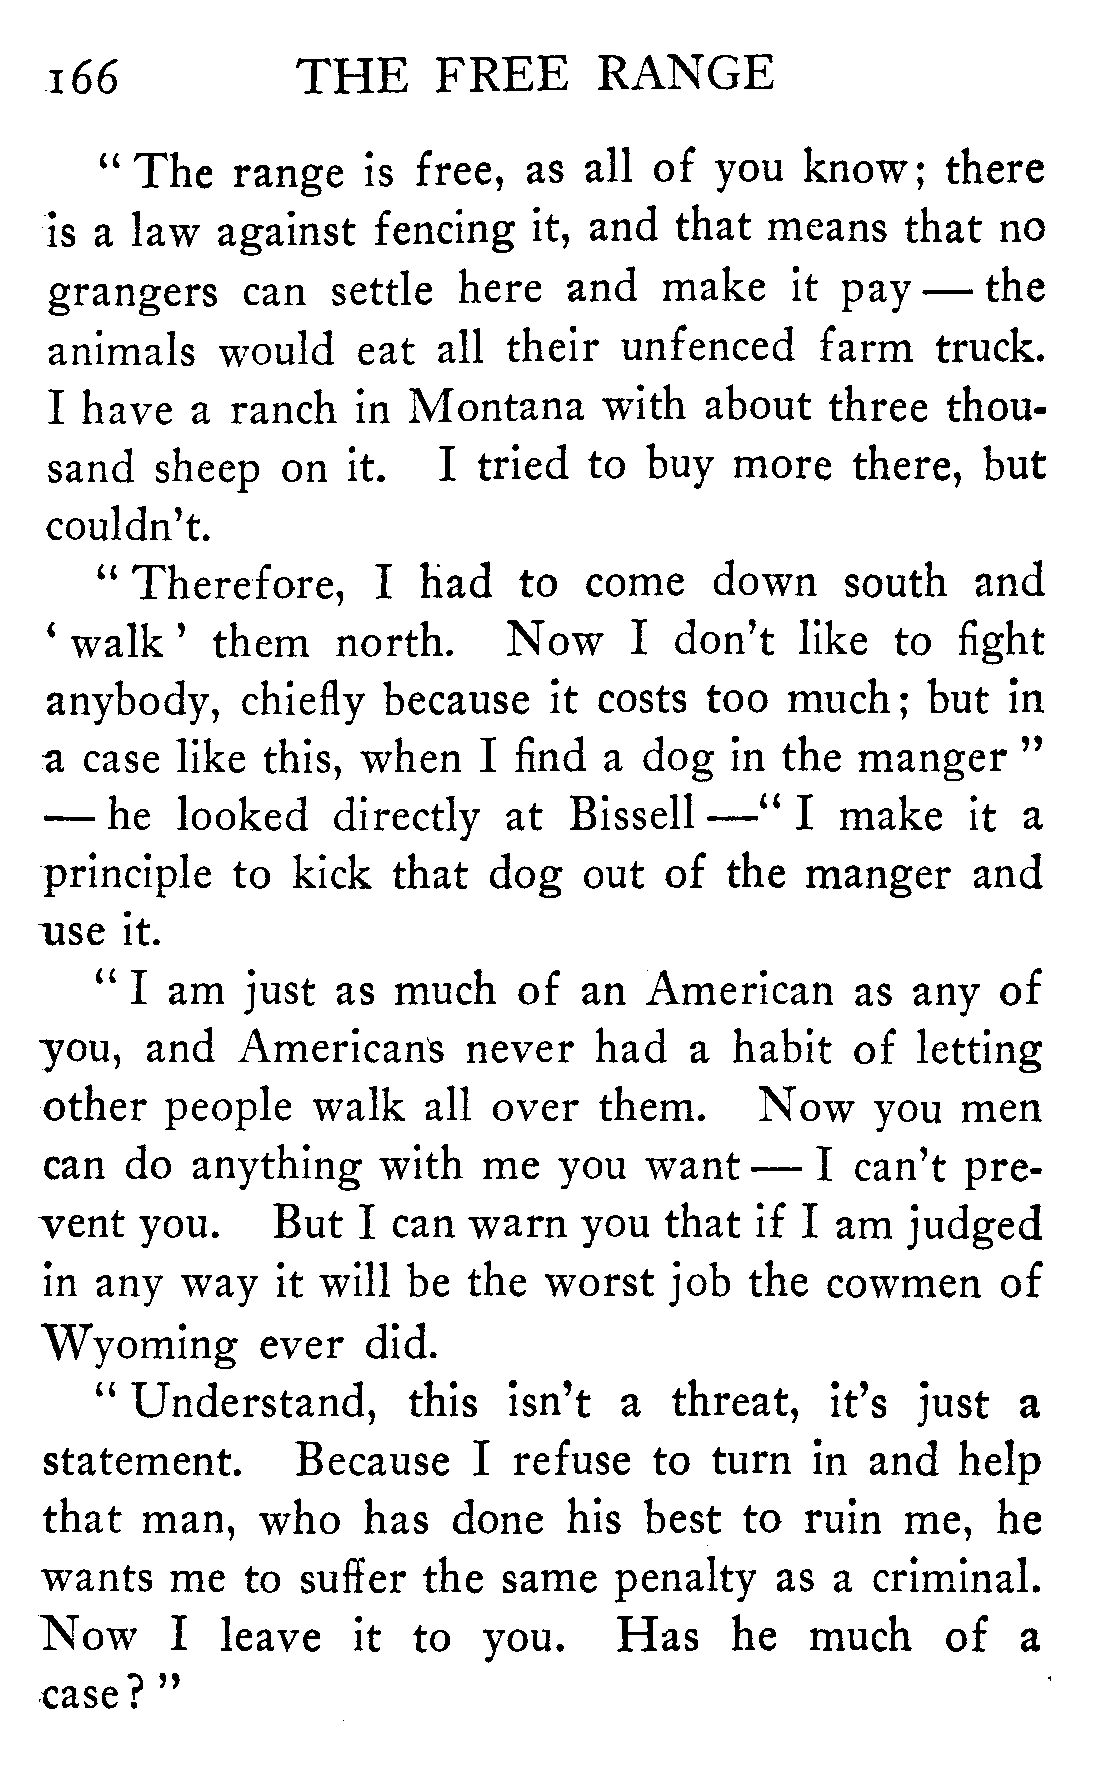 166 THE FREE RANGE
“ The range is free, as all of you know; there
is a law against fencing it, and that means that no
grangers can settle here and make it pay — the
animals would eat all their unfenced farm truck.
I have a ranch in Montana with about three thou-
sand sheep on it. I tried to buy more there, but
couldn't.
“ Therefore, I had to come down south and
‘ walk ’ them north. Now I don't like to fight
anybody, chiefly because it costs too much; but in
a case like this, when I find a dog in the manger ”
— he looked directly at Bissell —“ I make it a
principle to kick that dog out of the manger and
use it.
“ I am just as much of an American as any of
you, and Americans never had a habit of letting
other people walk all over them. Now you men
can do anything with me you want — I can't pre-
vent you. But I can warn you that if I am judged
in any way it will be the worst job the cowmen of
Wyoming ever did.
“ Understand, this isn't a threat, it's just a
statement. Because I refuse to turn in and help
that man, who has done his best to ruin me, he
wants me to suffer the same penalty as a criminal.
Now I leave it to you. Has he much of a
case? ”